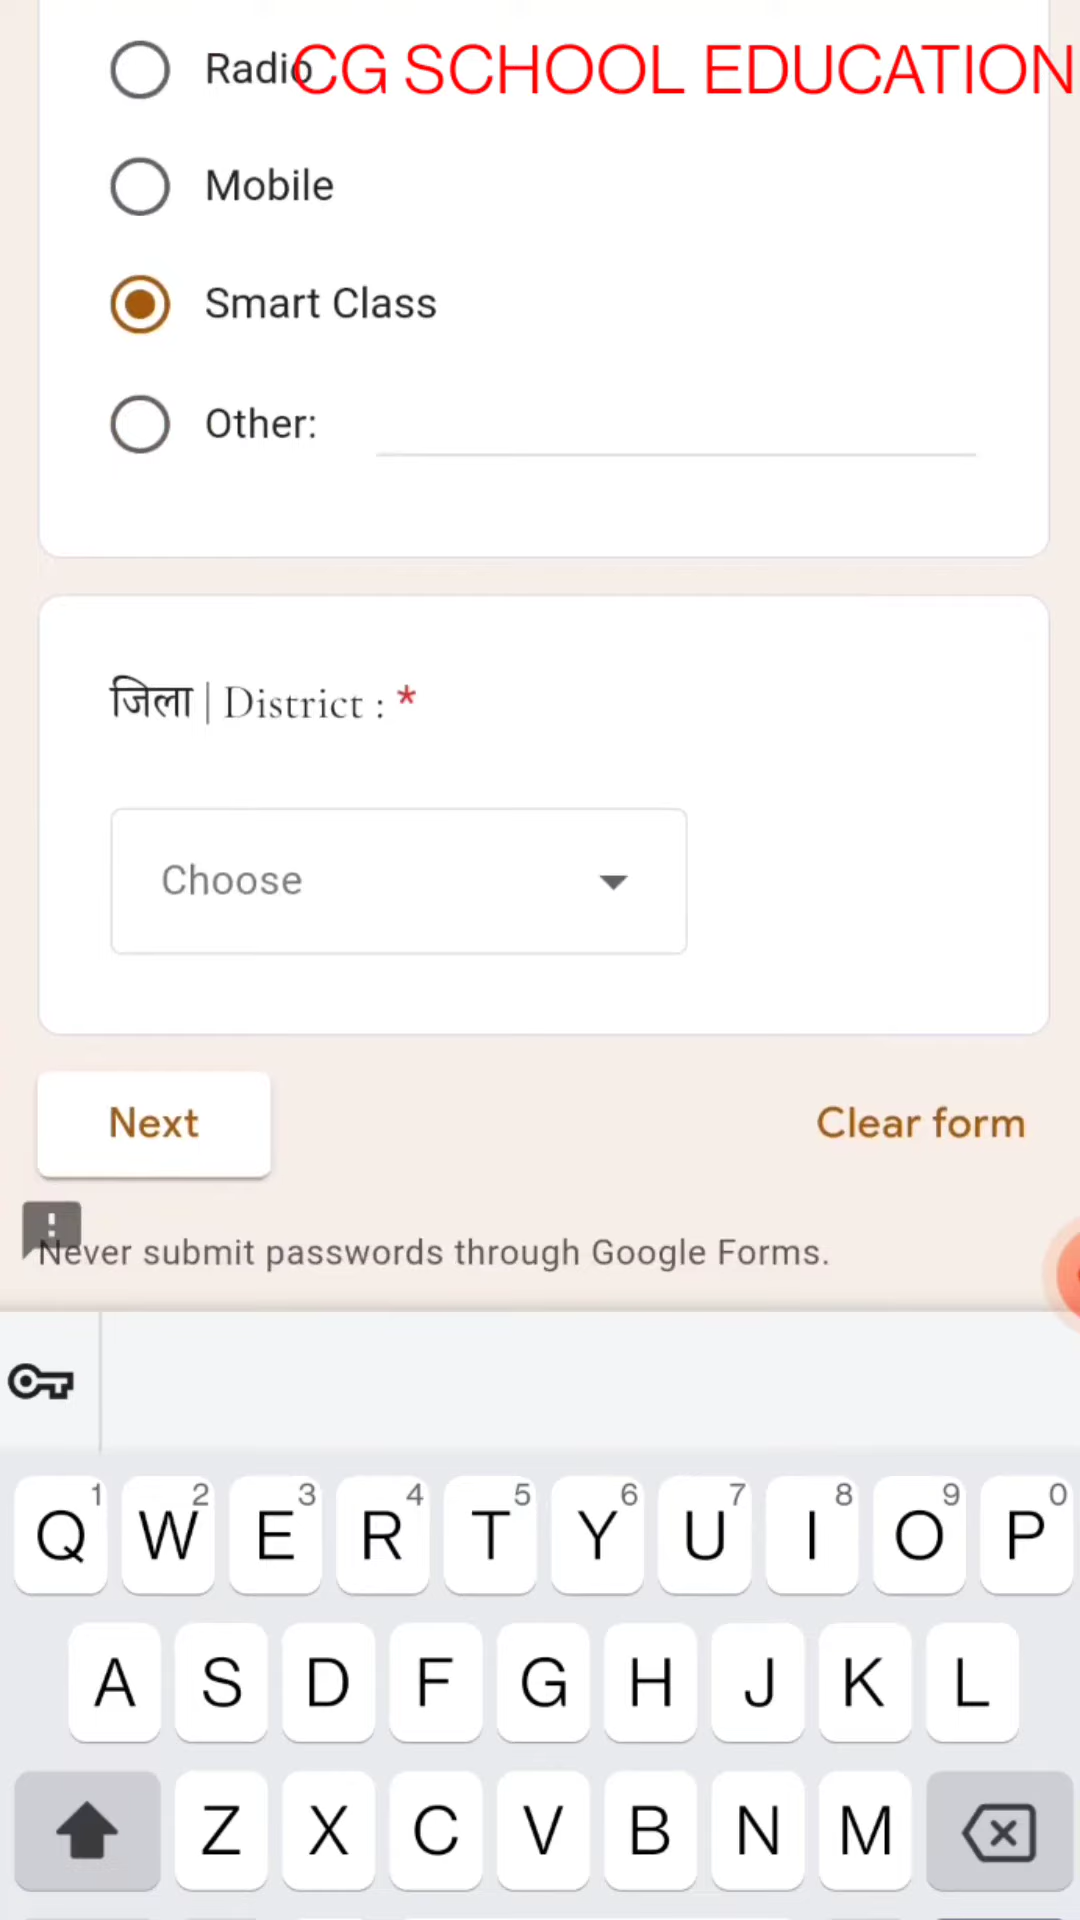 Radio
CG SCHOOL EDUCATION
Mobile
Smart Class
Other:
जिला | District : *
Choose
Next
Clear form
Never submit passwords through Google Forms.
1 2 3 4 5 6 7 8 9 0
Q W E R T Y U I O P
A S D F G H J K L
Z X C V B N M